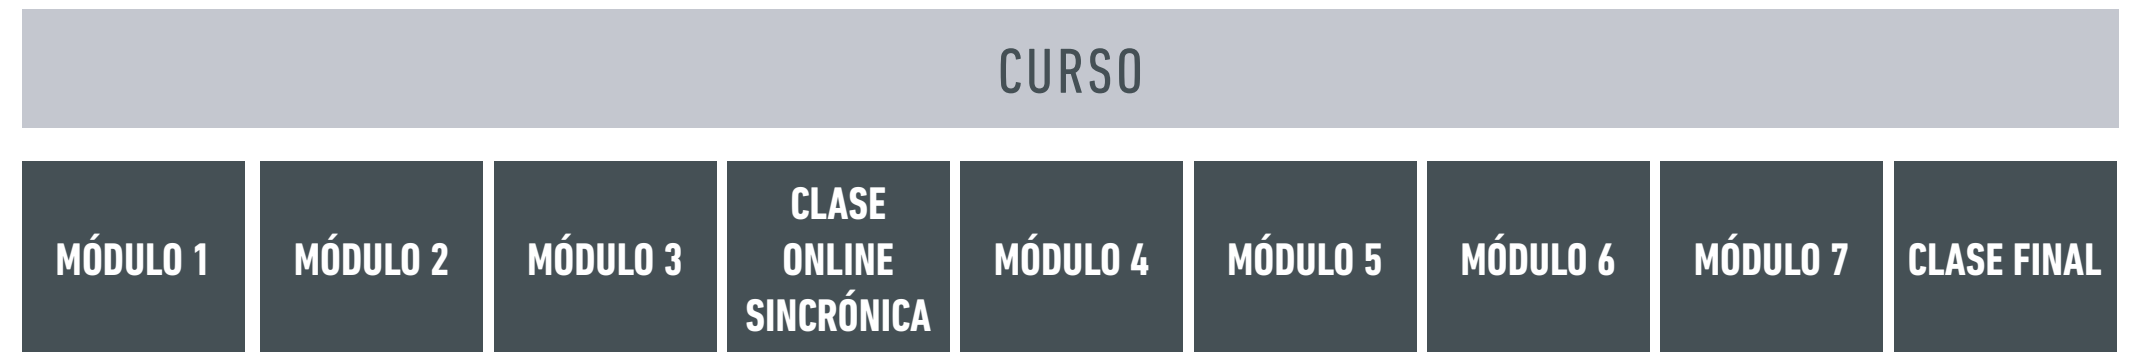 CURSO
MÓDULO 1
MÓDULO 2
MÓDULO 3
CLASE
ONLINE
SINCRÓNICA
MÓDULO 4
MÓDULO 5
MÓDULO 6
MÓDULO 7
CLASE FINAL